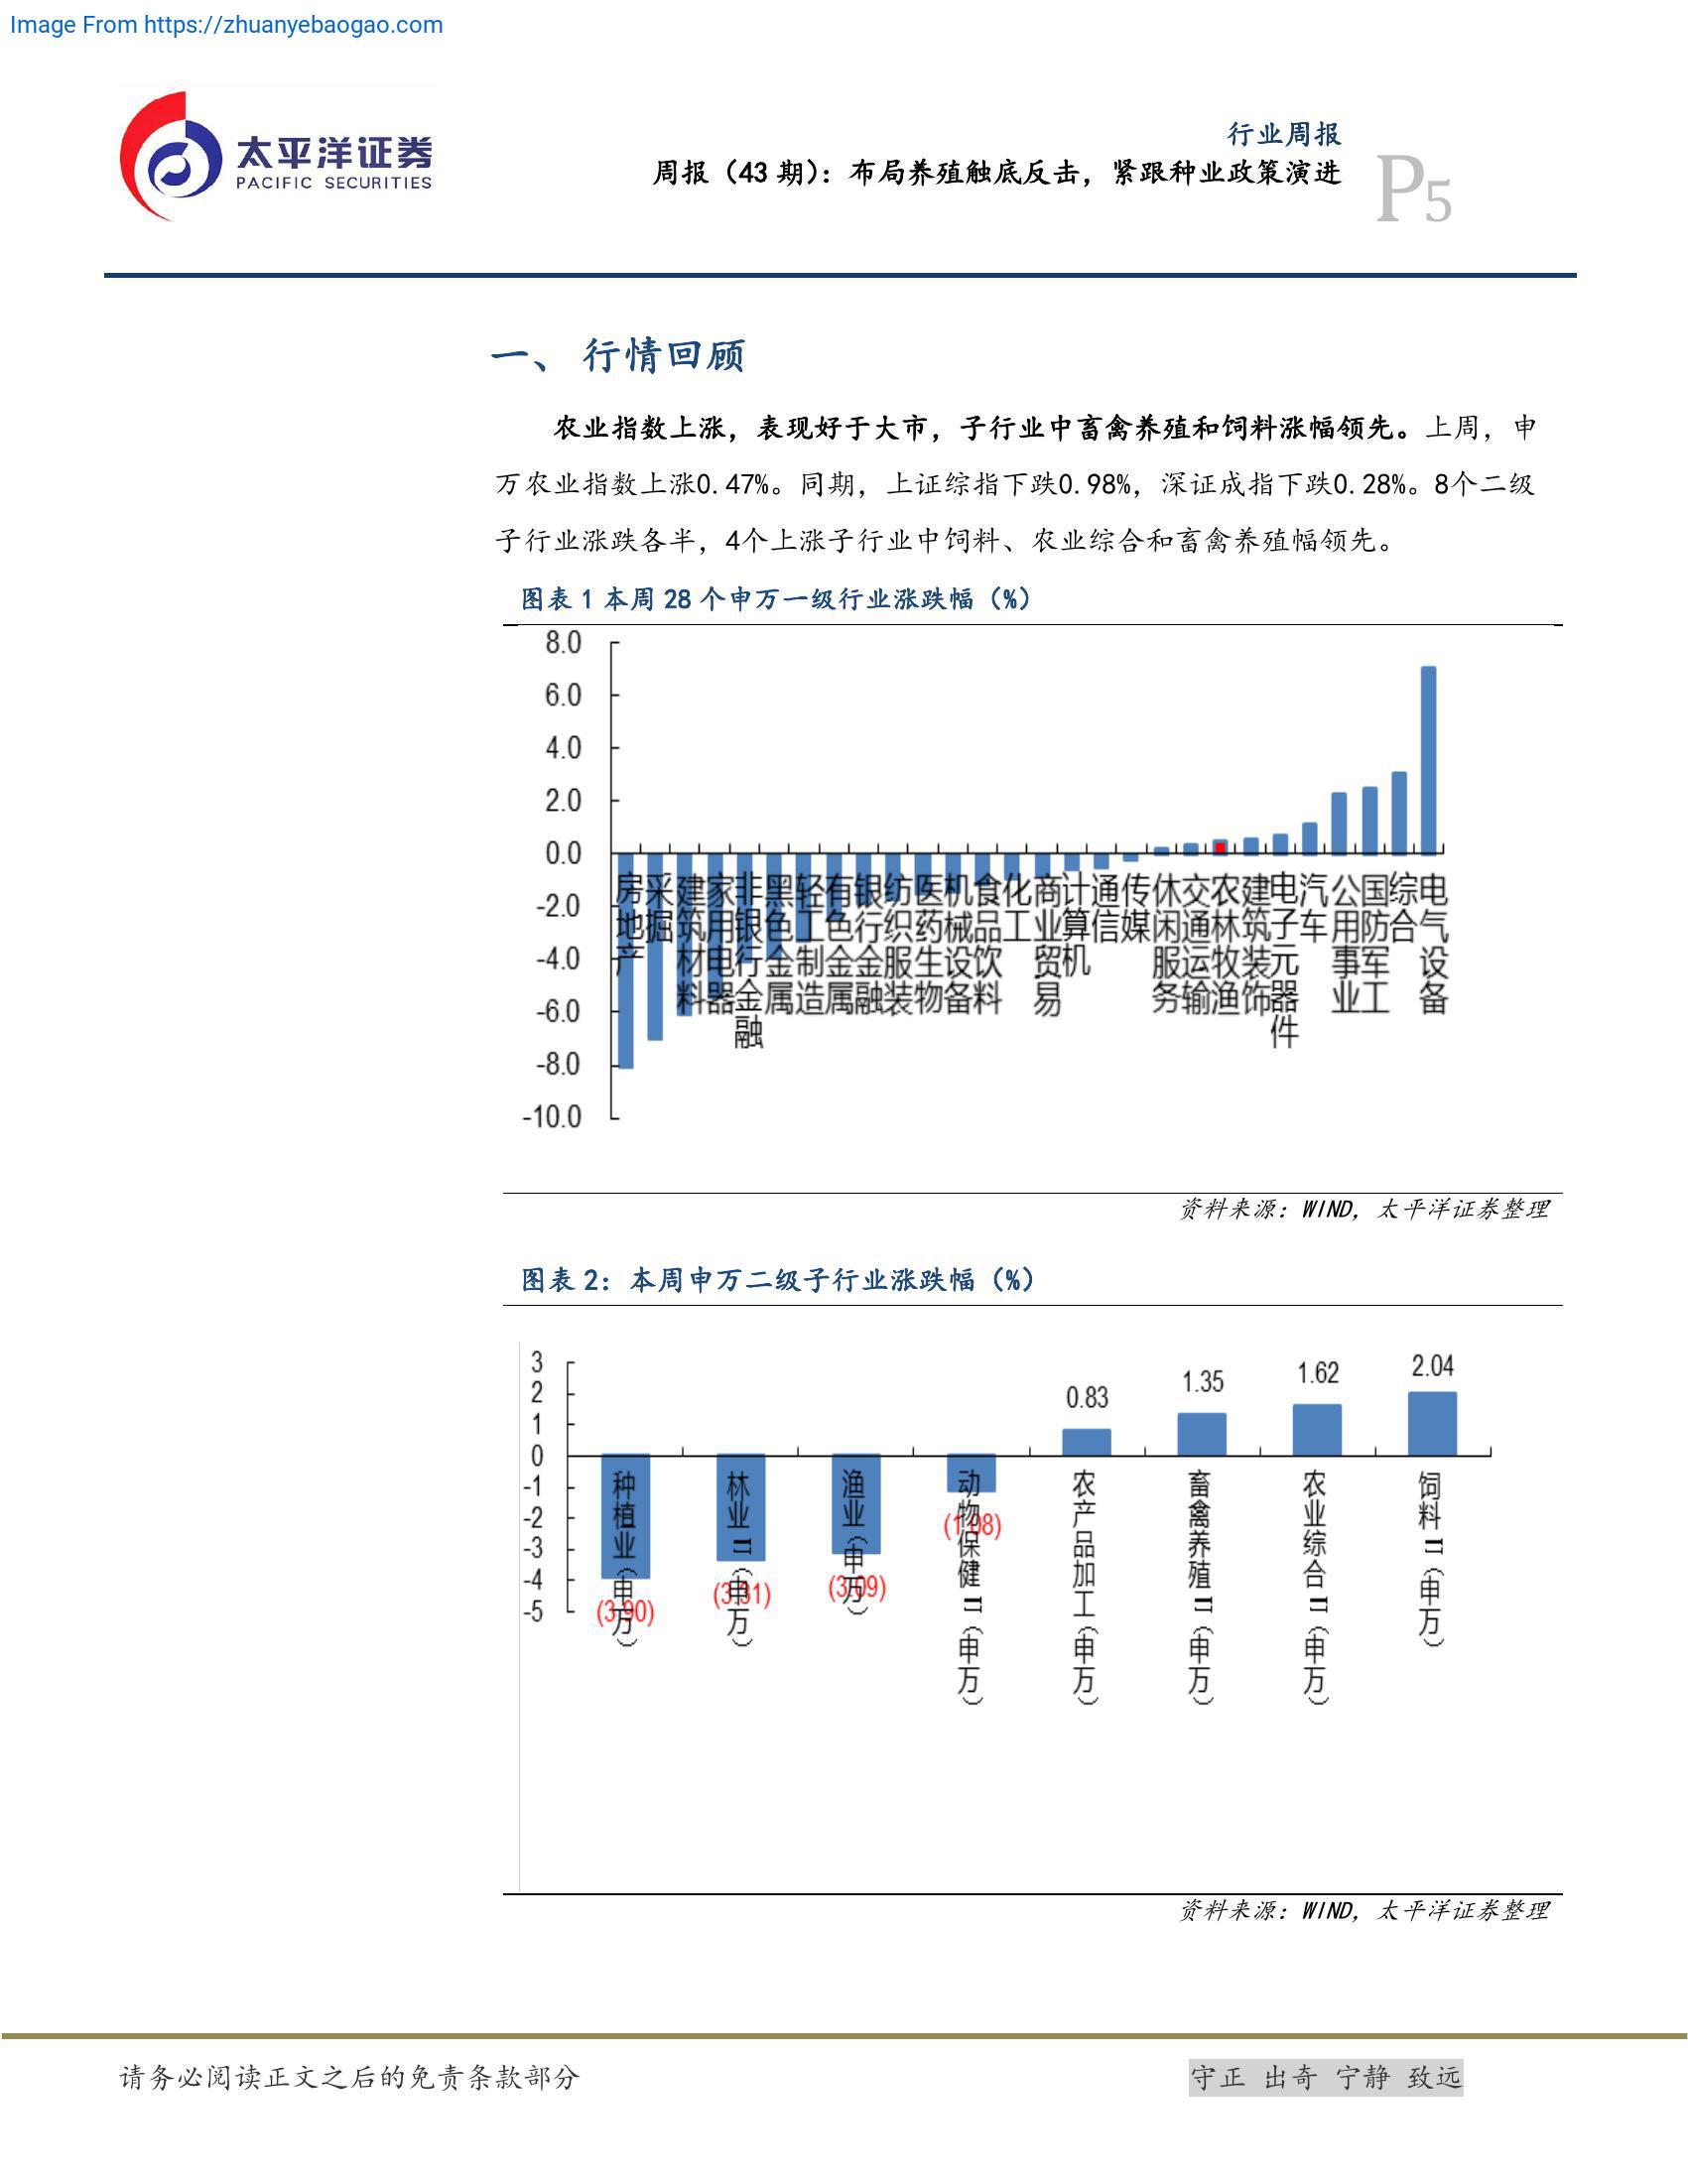 Image From https://zhuanyebaogao.com
太平洋证券
PACIFIC SECURITIES
行业周报
周报（43 期）：布局养殖触底反击，紧跟种业政策演进
P5
一、 行情回顾
农业指数上涨，表现好于大市，子行业中畜禽养殖和饲料涨幅领先。上周，申
万农业指数上涨0.47%。同期，上证综指下跌0.98%，深证成指下跌0.28%。8个二级
子行业涨跌各半，4个上涨子行业中饲料、农业综合和畜禽养殖幅领先。
图表 1 本周 28 个申万一级行业涨跌幅（%）
8.0
6.0
4.0
2.0
0.0
-2.0
-4.0
-6.0
-8.0
-10.0
房地产
采掘
建筑材料
家用电器
非银行金融
黑色金属
轻工制造
有色金属
银行金融
纺织服装
医药生物
机械设备
食品饮料
化工
商业贸易
计算机
通信
传媒
休闲服务
交通运输
农林牧渔
建筑装饰
电子元器件
汽车
公用事业
国防军工
综合
电气设备
资料来源：WIND，太平洋证券整理
图表 2：本周申万二级子行业涨跌幅（%）
3
2
1
0
-1
-2
-3
-4
-5
(3.90)
(3.31)
(3.09)
(1.08)
0.83
1.35
1.62
2.04
种植业（申万）
林业II（申万）
渔业（申万）
动物保健II（申万）
农产品加工（申万）
畜禽养殖II（申万）
农业综合II（申万）
饲料II（申万）
资料来源：WIND，太平洋证券整理
请务必阅读正文之后的免责条款部分
守正 出奇 宁静 致远